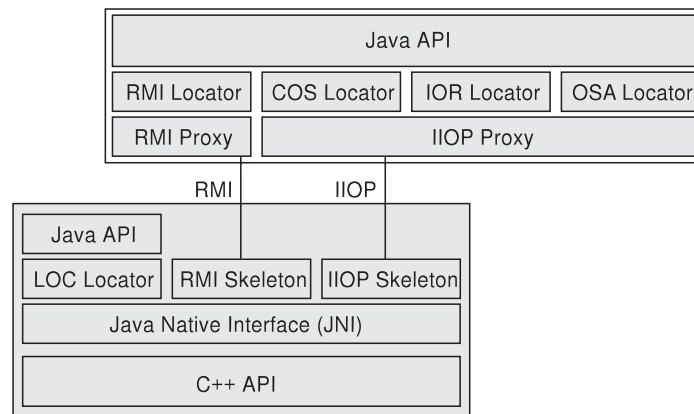 Java API
RMI Locator
COS Locator
IOR Locator
OSA Locator
RMI Proxy
IIOP Proxy
RMI
IIOP
Java API
LOC Locator
RMI Skeleton
IIOP Skeleton
Java Native Interface (JNI)
C++ API